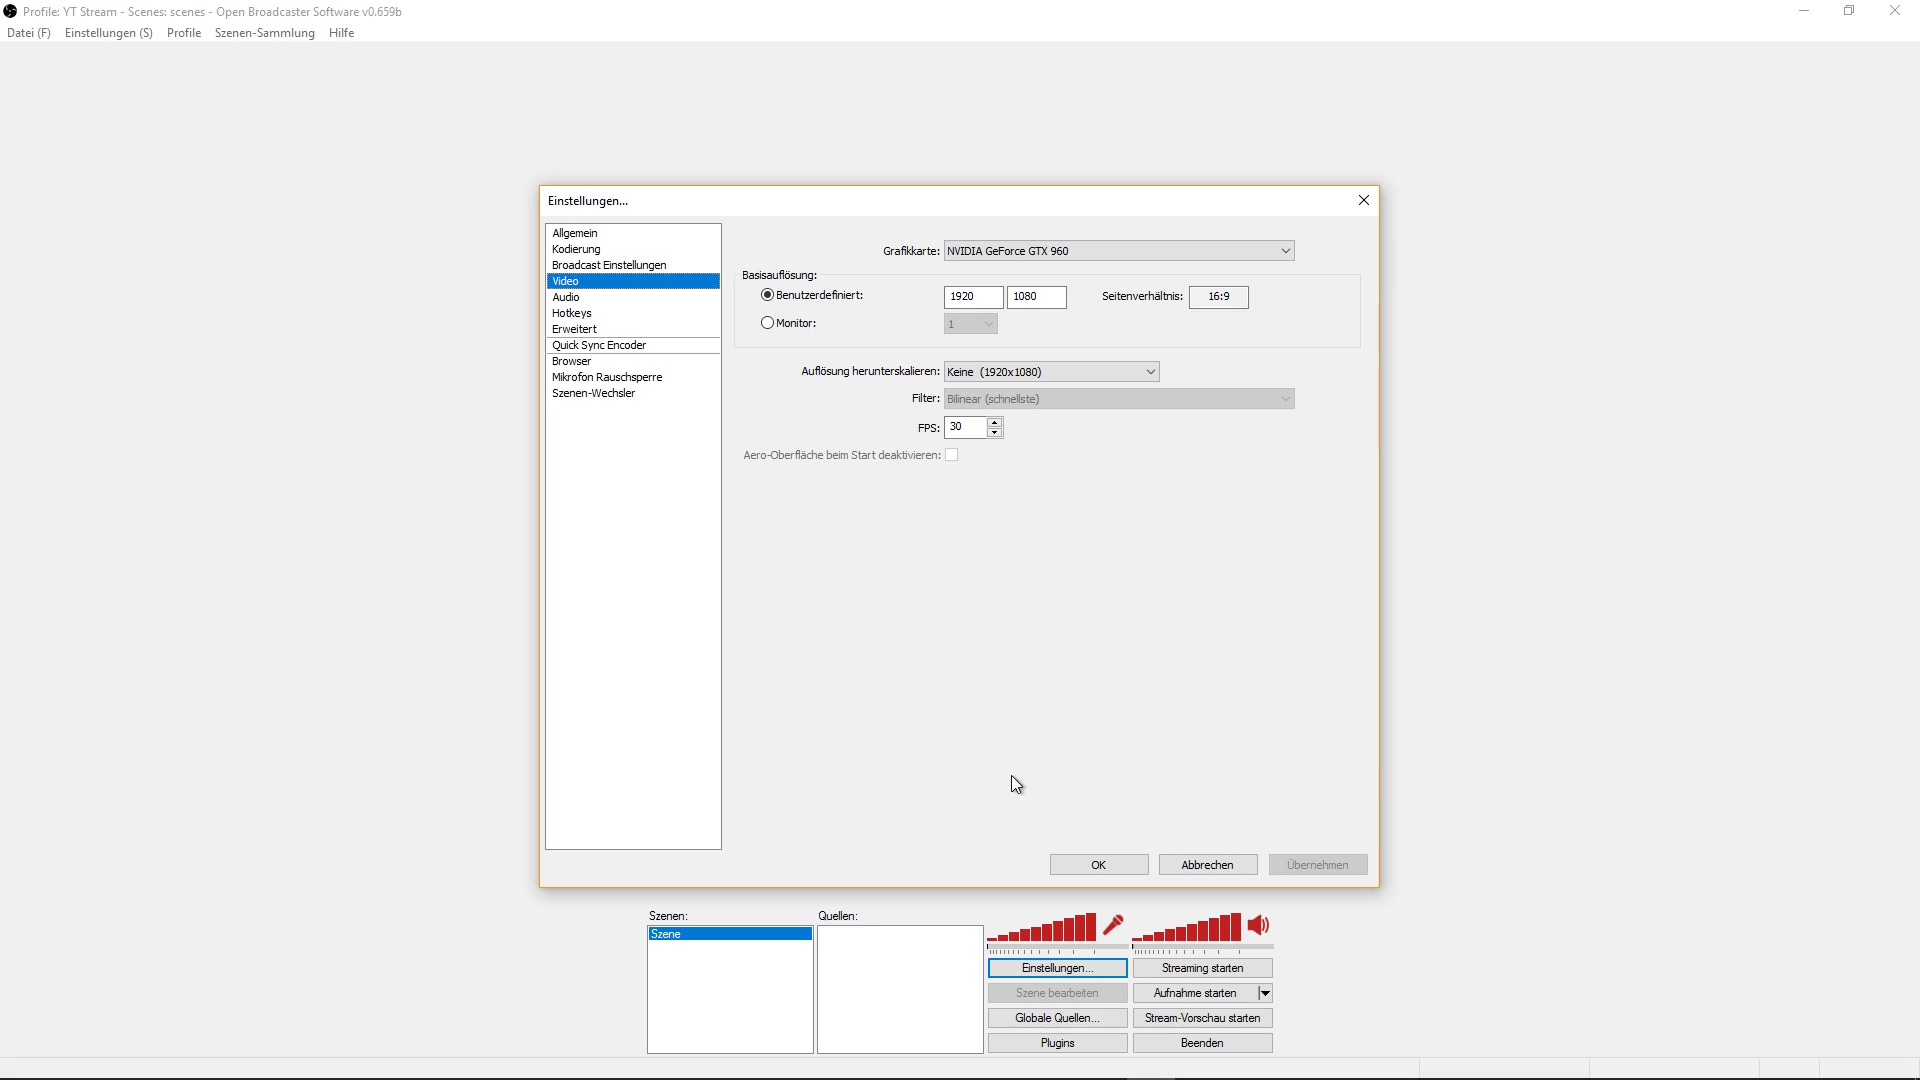 Profile: YT Stream - Scenes: scenes - Open Broadcaster Software v0.659b
Datei (F) Einstellungen (S) Profile Szenen-Sammlung Hilfe
Einstellungen...
Allgemein
Kodierung
Broadcast Einstellungen
Video
Audio
Hotkeys
Erweitert
Quick Sync Encoder
Browser
Mikrofon Rauschsperre
Szenen-Wechsler
Grafikkarte: NVIDIA GeForce GTX 960
Basisauflösung:
Benutzerdefiniert: 1920 1080 Seitenverhältnis: 16:9
Monitor: 1
Auflösung herunterskalieren: Keine (1920x1080)
Filter: Bilinear (schnellste)
FPS: 30
Aero-Oberfläche beim Start deaktivieren:
OK Abbrechen Übernehmen
Szenen: Quellen:
Szene
Einstellungen... Streaming starten
Szene bearbeiten Aufnahme starten
Globale Quellen... Stream-Vorschau starten
Plugins Beenden